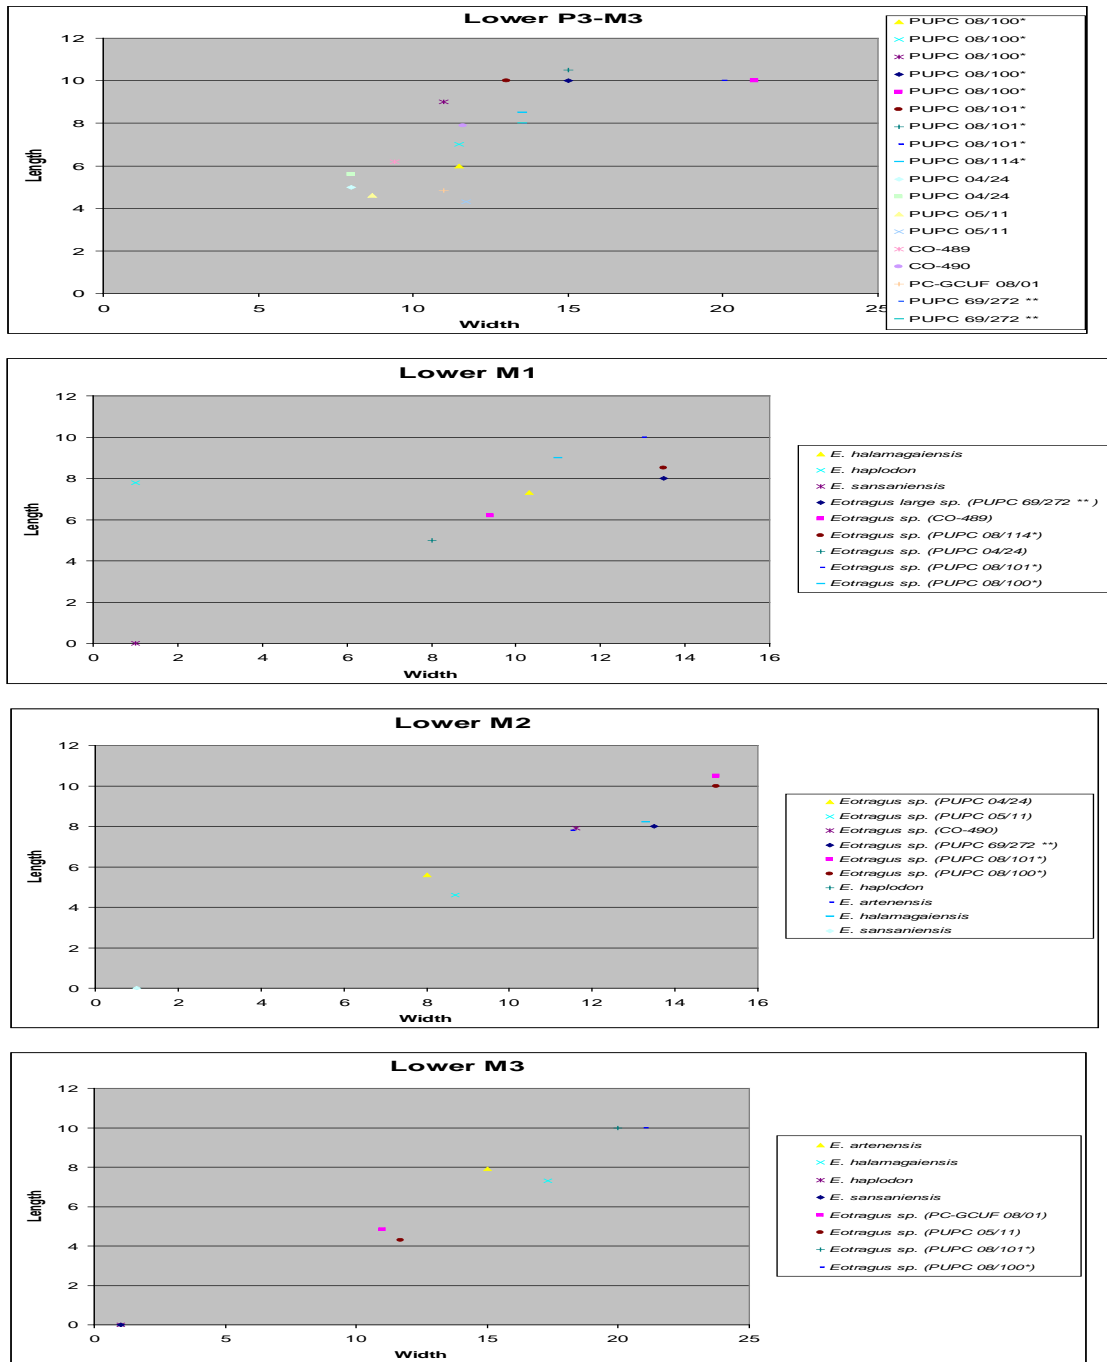 Lower P3-M3
12
10
8
6
4
2
0
Length
0 5 10 15 20 25
Width
PUPC 08/100*
PUPC 08/100*
PUPC 08/100*
PUPC 08/100*
PUPC 08/100*
PUPC 08/101*
PUPC 08/101*
PUPC 08/101*
PUPC 08/114*
PUPC 04/24
PUPC 04/24
PUPC 05/11
PUPC 05/11
CO-489
CO-490
PC-GCUF 08/01
PUPC 69/272 **
PUPC 69/272 **
Lower M1
12
10
8
6
4
2
0
Length
0 2 4 6 8 10 12 14 16
Width
E. halamagaiensis
E. haplodon
E. sansaniensis
Eotragus large sp. (PUPC 69/272 ** )
Eotragus sp. (CO-489)
Eotragus sp. (PUPC 08/114*)
Eotragus sp. (PUPC 04/24)
Eotragus sp. (PUPC 08/101*)
Eotragus sp. (PUPC 08/100*)
Lower M2
12
10
8
6
4
2
0
Length
0 2 4 6 8 10 12 14 16
Width
Eotragus sp. (PUPC 04/24)
Eotragus sp. (PUPC 05/11)
Eotragus sp. (CO-490)
Eotragus sp. (PUPC 69/272 **)
Eotragus sp. (PUPC 08/101*)
Eotragus sp. (PUPC 08/100*)
E. haplodon
E. artenensis
E. halamagaiensis
E. sansaniensis
Lower M3
12
10
8
6
4
2
0
Length
0 5 10 15 20 25
Width
E. artenensis
E. halamagaiensis
E. haplodon
E. sansaniensis
Eotragus sp. (PC-GCUF 08/01)
Eotragus sp. (PUPC 05/11)
Eotragus sp. (PUPC 08/101*)
Eotragus sp. (PUPC 08/100*)